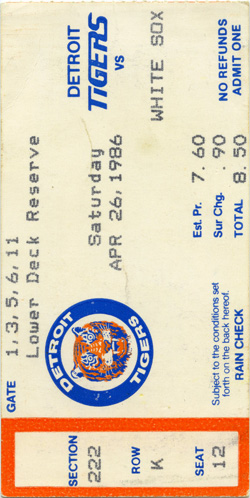 DETROIT
TIGERS
VS
WHITE SOX
NO REFUNDS
ADMIT ONE
Saturday
APR 26, 1986
Est. Pr. 7.60
Sur Chg. .90
Total 8.50
GATE 1,3,5,6,11
Lower Deck Reserve
DETROIT
TIGERS
Subject to the conditions set
forth on the back hereof.
RAIN CHECK
SECTION 222
ROW K
SEAT 12